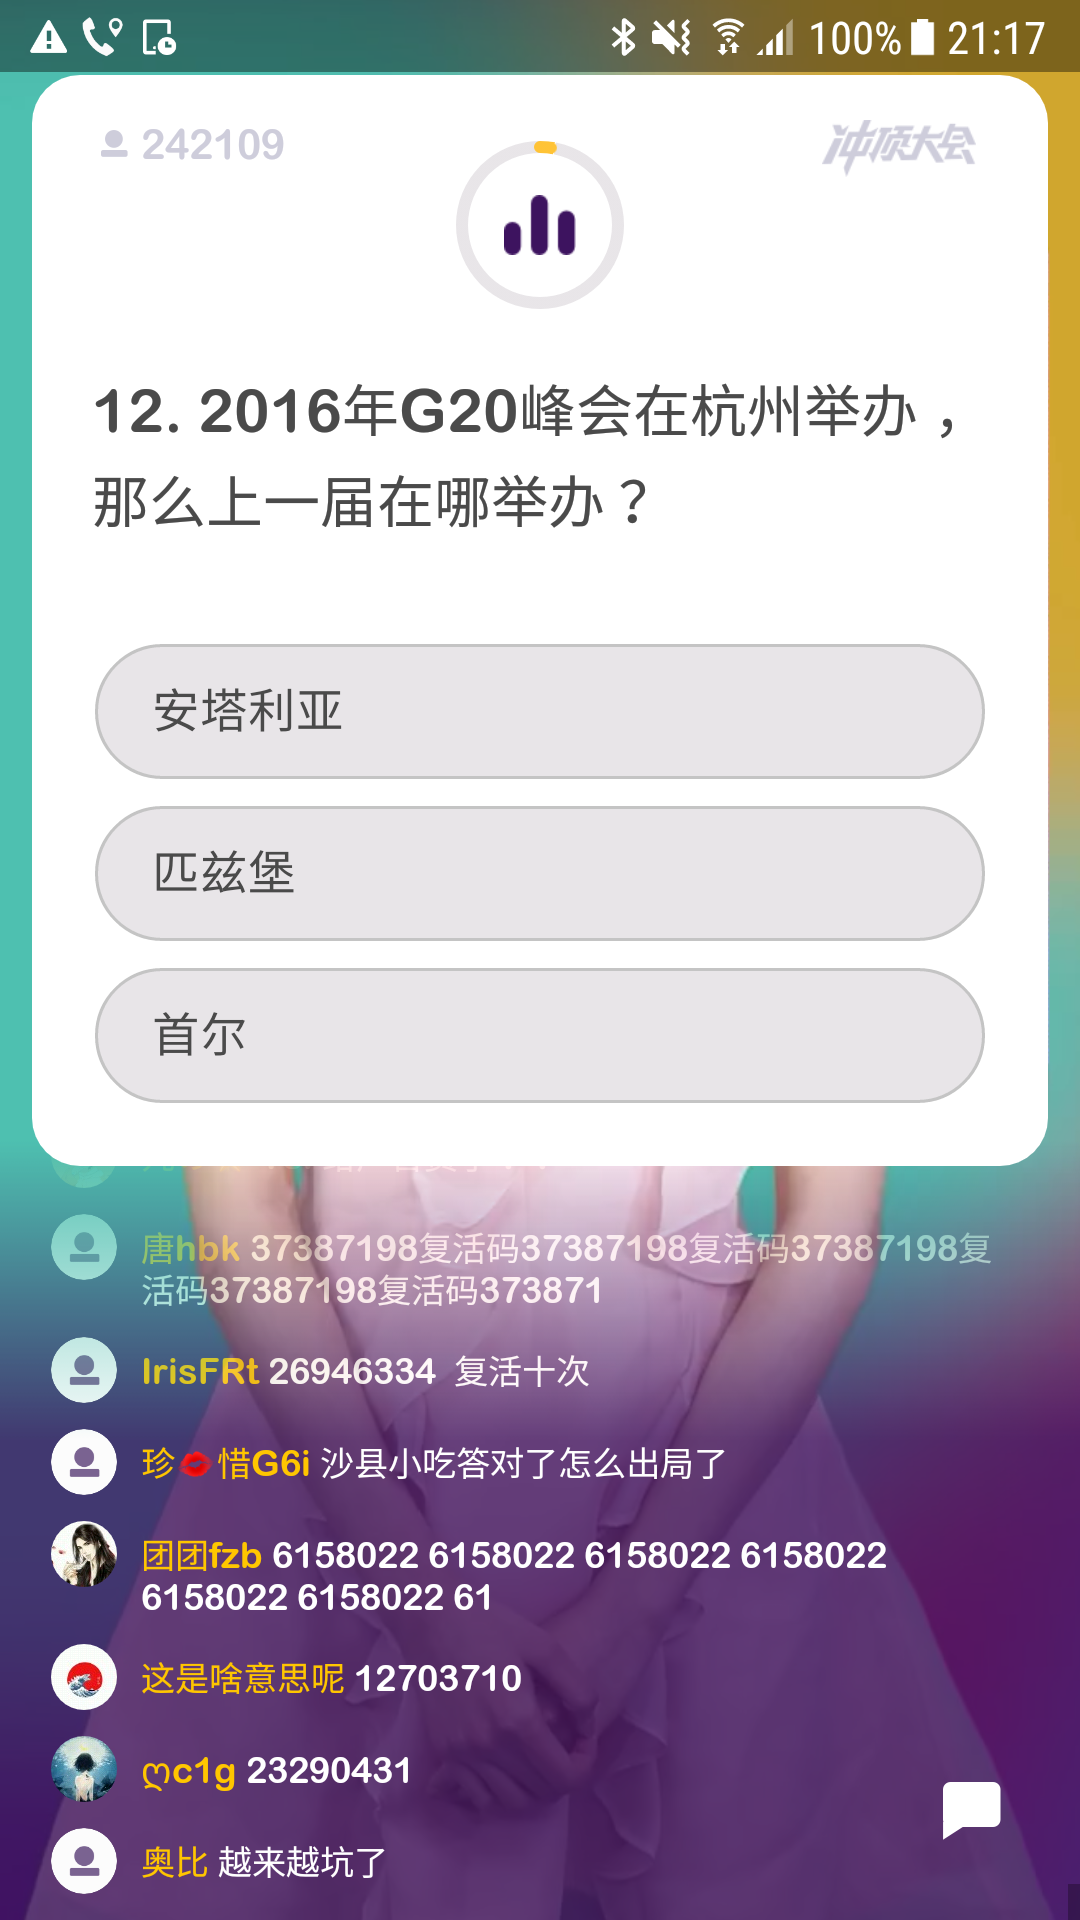 100% 21:17
242109
冲顶大会
12. 2016年G20峰会在杭州举办，
那么上一届在哪举办？
安塔利亚
匹兹堡
首尔
唐hbk 37387198复活码37387198复活码37387198复
活码37387198复活码373871
IrisFRt 26946334 复活十次
珍💋惜G6i 沙县小吃答对了怎么出局了
团团fzb 6158022 6158022 6158022 6158022
6158022 6158022 61
这是啥意思呢 12703710
ღc1g 23290431
奥比 越来越坑了